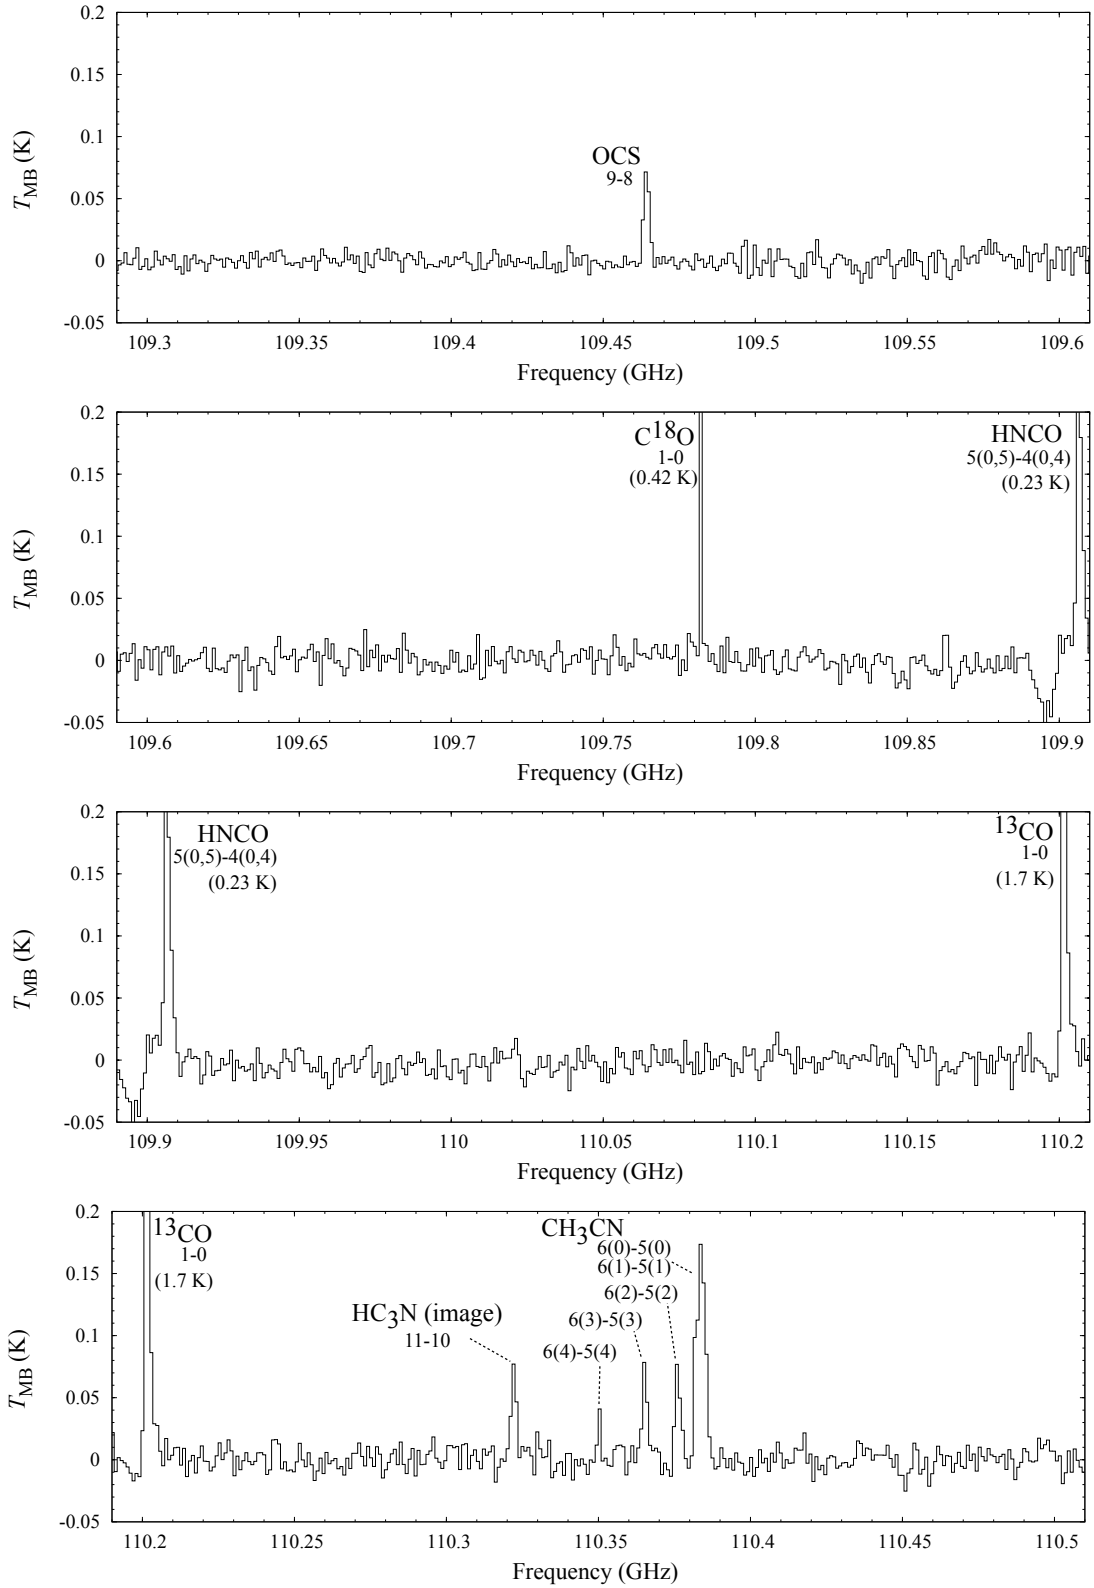 0.2
0.15
0.1
0.05
0
-0.05
T_MB (K)
OCS
9-8
109.3 109.35 109.4 109.45 109.5 109.55 109.6
Frequency (GHz)
0.2
0.15
0.1
0.05
0
-0.05
T_MB (K)
C¹⁸O
1-0
(0.42 K)
HNCO
5(0,5)-4(0,4)
(0.23 K)
109.6 109.65 109.7 109.75 109.8 109.85 109.9
Frequency (GHz)
0.2
0.15
0.1
0.05
0
-0.05
T_MB (K)
HNCO
5(0,5)-4(0,4)
(0.23 K)
¹³CO
1-0
(1.7 K)
109.9 109.95 110 110.05 110.1 110.15 110.2
Frequency (GHz)
0.2
0.15
0.1
0.05
0
-0.05
T_MB (K)
¹³CO
1-0
(1.7 K)
HC₃N (image)
11-10
CH₃CN
6(0)-5(0)
6(1)-5(1)
6(2)-5(2)
6(3)-5(3)
6(4)-5(4)
110.2 110.25 110.3 110.35 110.4 110.45 110.5
Frequency (GHz)